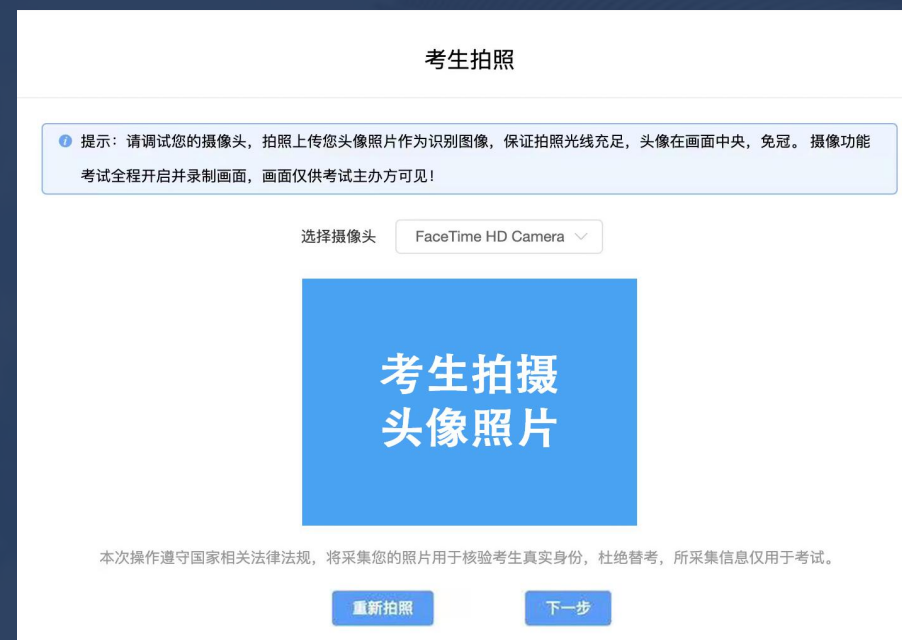 考生拍照
提示：请调试您的摄像头，拍照上传您头像照片作为识别图像，保证拍照光线充足，头像在画面中央，免冠。 摄像功能
考试全程开启并录制画面，画面仅供考试主办方可见！
选择摄像头 FaceTime HD Camera
考生拍摄
头像照片
本次操作遵守国家相关法律法规，将采集您的照片用于核验考生真实身份，杜绝替考，所采集信息仅用于考试。
重新拍照 下一步